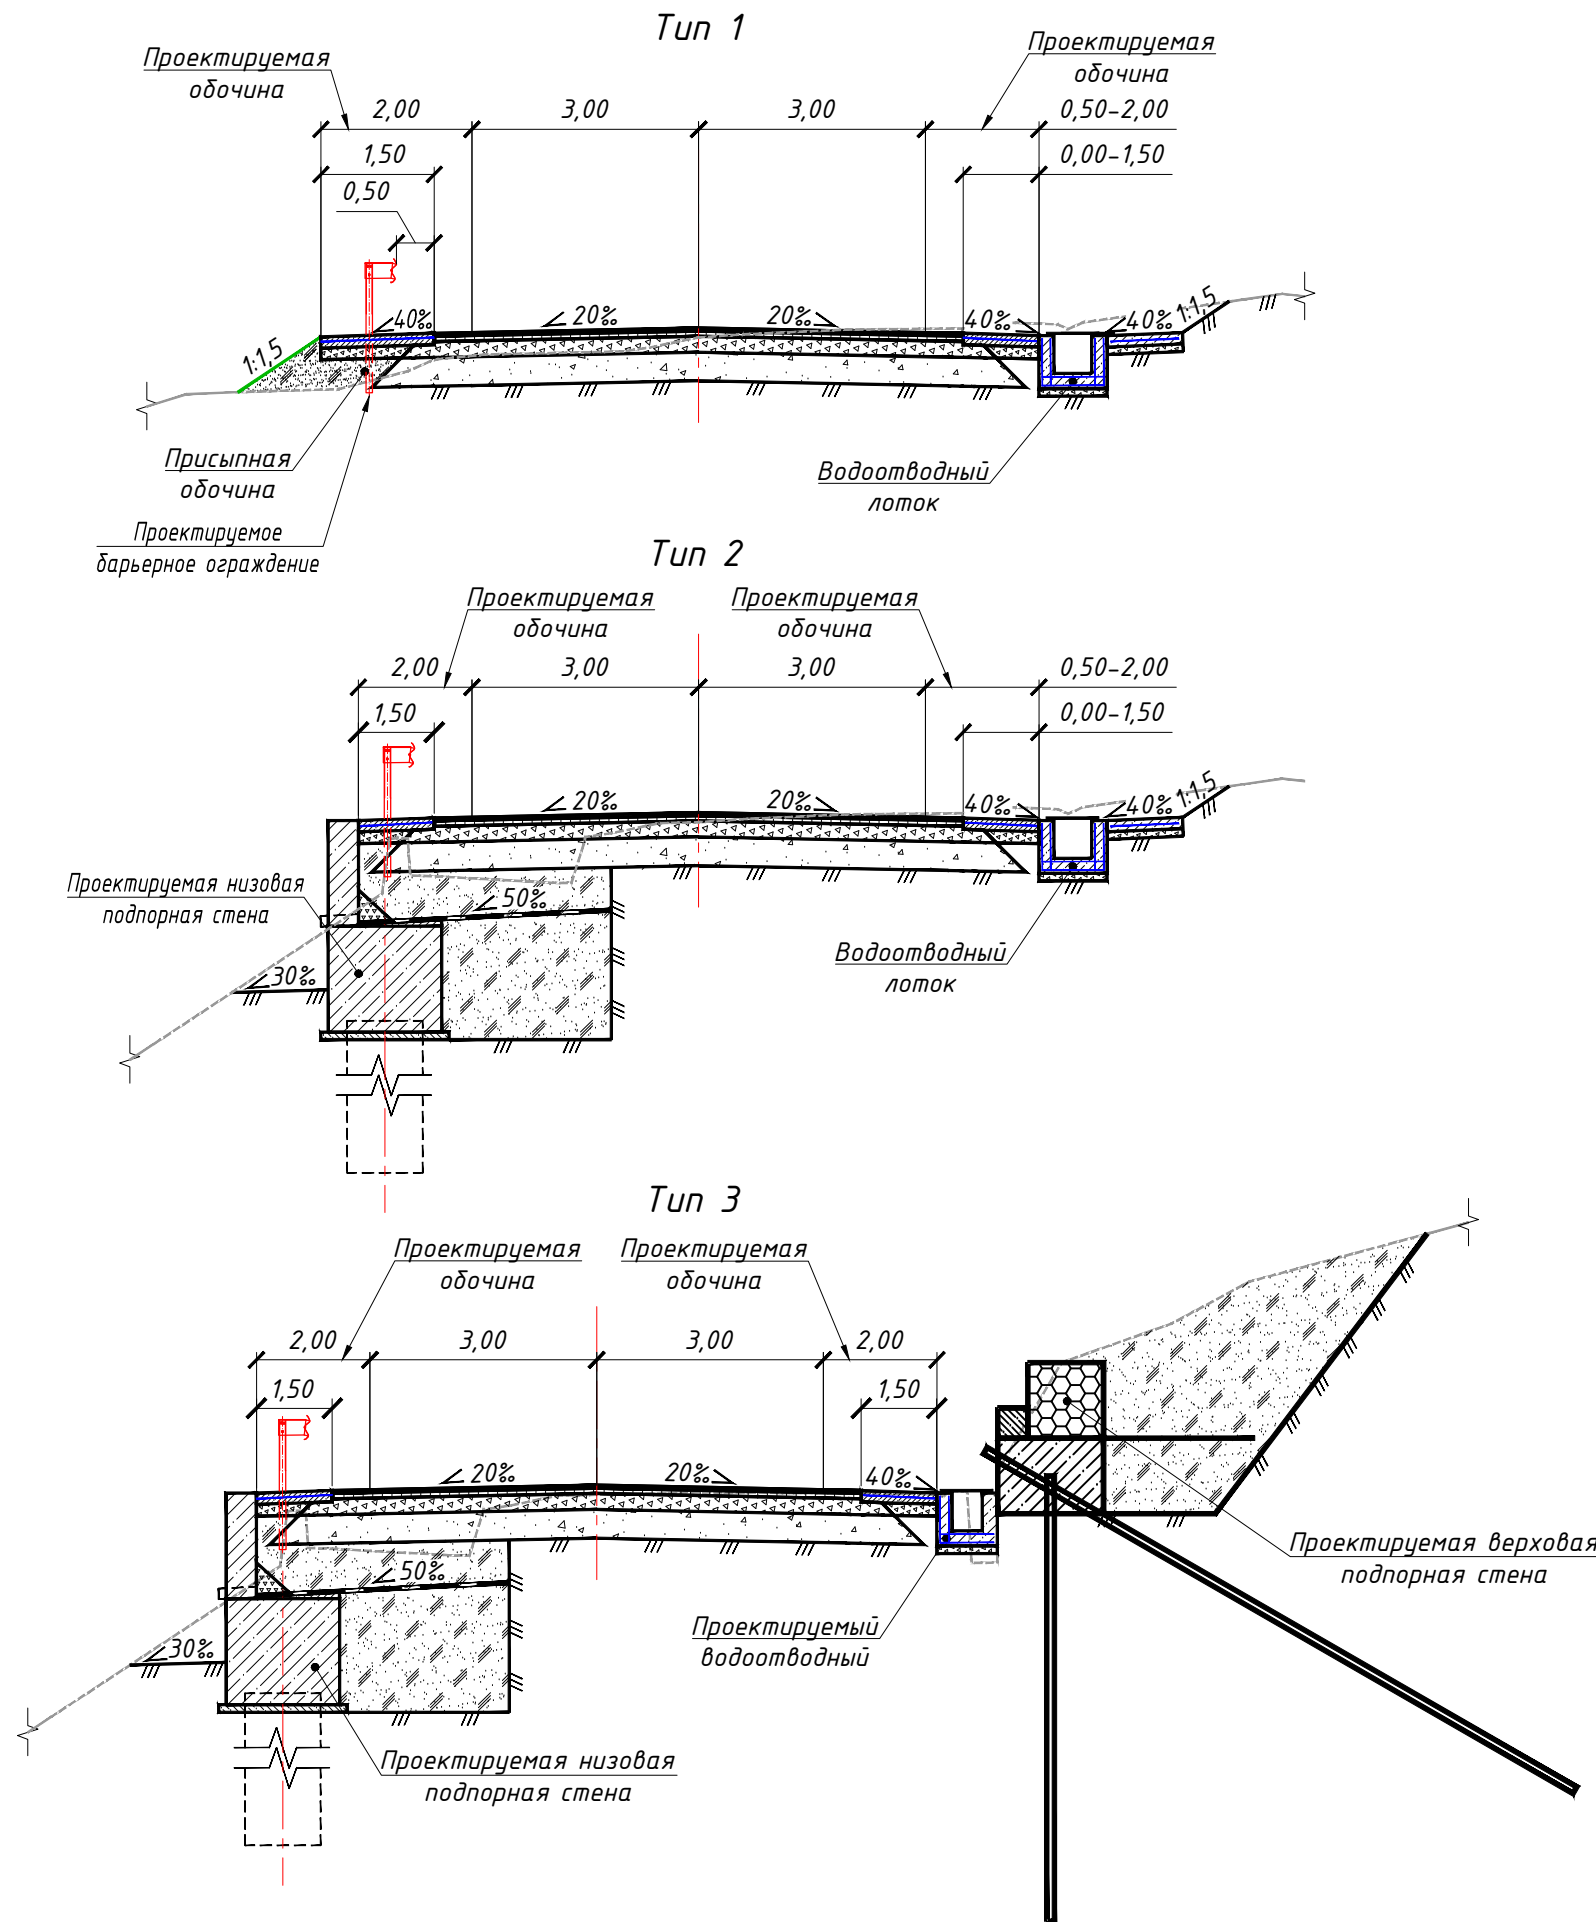 Тип 1
Проектируемая
обочина
Проектируемая
обочина
2,00
3,00
3,00
0,50-2,00
1,50
0,00-1,50
0,50
1:1,5
40‰
20‰
20‰
40‰
40‰
1:1,5
Присыпная
обочина
Водоотводный
лоток
Проектируемое
барьерное ограждение
Тип 2
Проектируемая
обочина
Проектируемая
обочина
2,00
3,00
3,00
0,50-2,00
1,50
0,00-1,50
20‰
20‰
40‰
40‰
1:1,5
Проектируемая низовая
подпорная стена
50‰
Водоотводный
лоток
30‰
Тип 3
Проектируемая
обочина
Проектируемая
обочина
2,00
3,00
3,00
2,00
1,50
1,50
20‰
20‰
40‰
50‰
Проектируемая верховая
подпорная стена
Проектируемый
водоотводный
30‰
Проектируемая низовая
подпорная стена